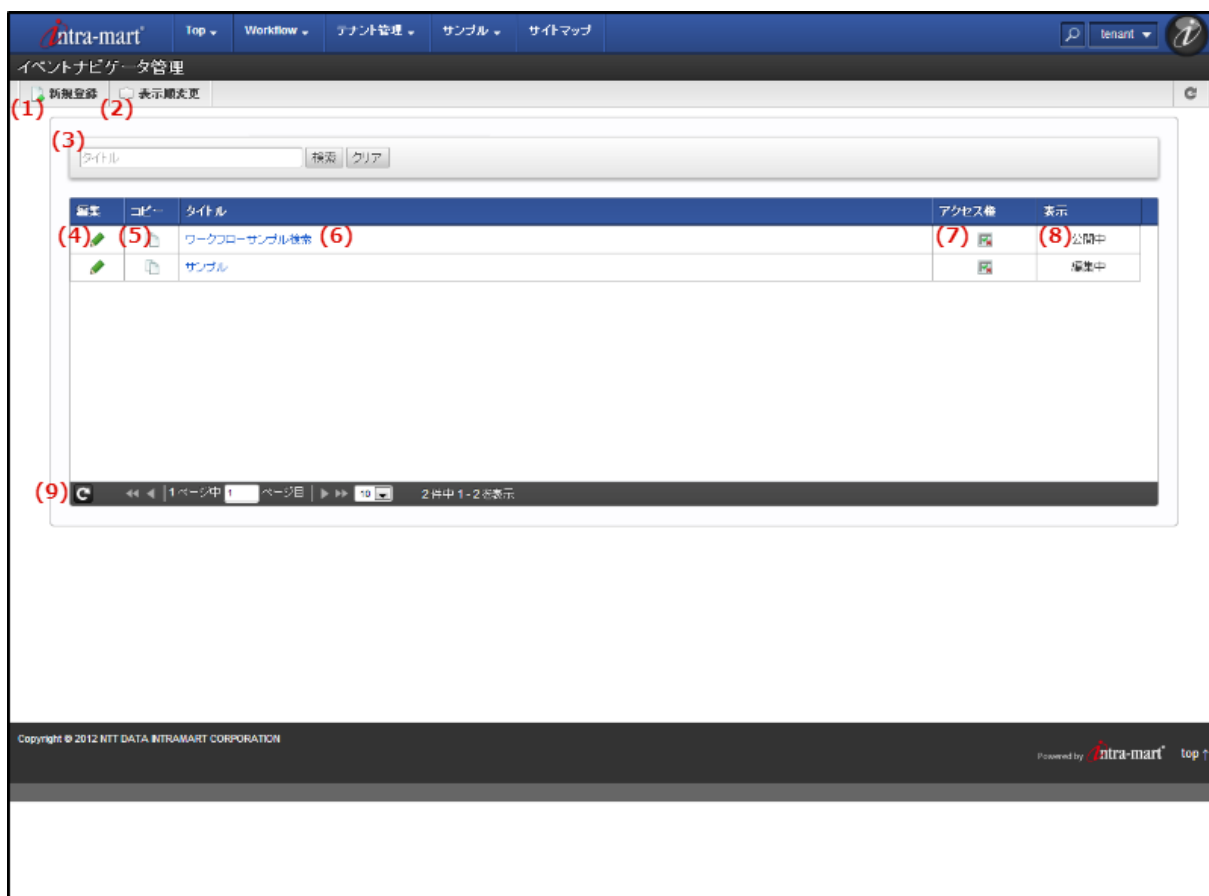 intra-mart Top Workflow テナント管理 サンプル サイトマップ tenant
イベントナビゲータ管理
(1) 新規登録 (2) 表示順変更
(3) タイトル 検索 クリア
編集 コピー タイトル アクセス権 表示
(4) (5) ワークフローサンプル検索 (6) (7) (8) 公開中
サンプル 編集中
(9) 1 ページ中 1 ページ目 10 2 件中 1 - 2 を表示
Copyright © 2012 NTT DATA INTRAMART CORPORATION
Powered by intra-mart top ↑